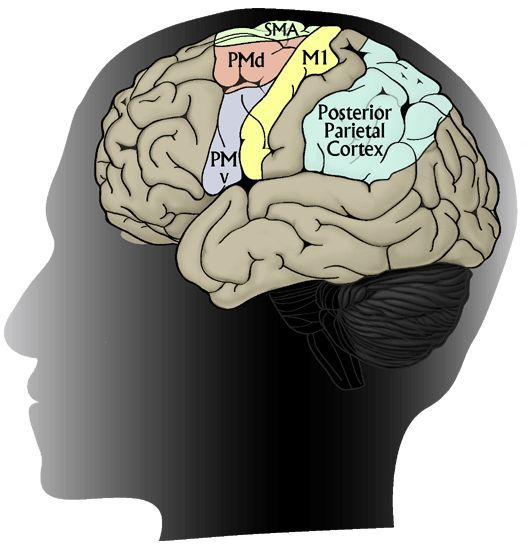 SMA
PMd
M1
Posterior
Parietal
Cortex
PM
v